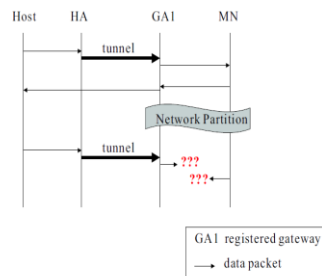 Host HA GA1 MN
tunnel
Network Partition
tunnel
???
???
GA1 registered gateway
data packet